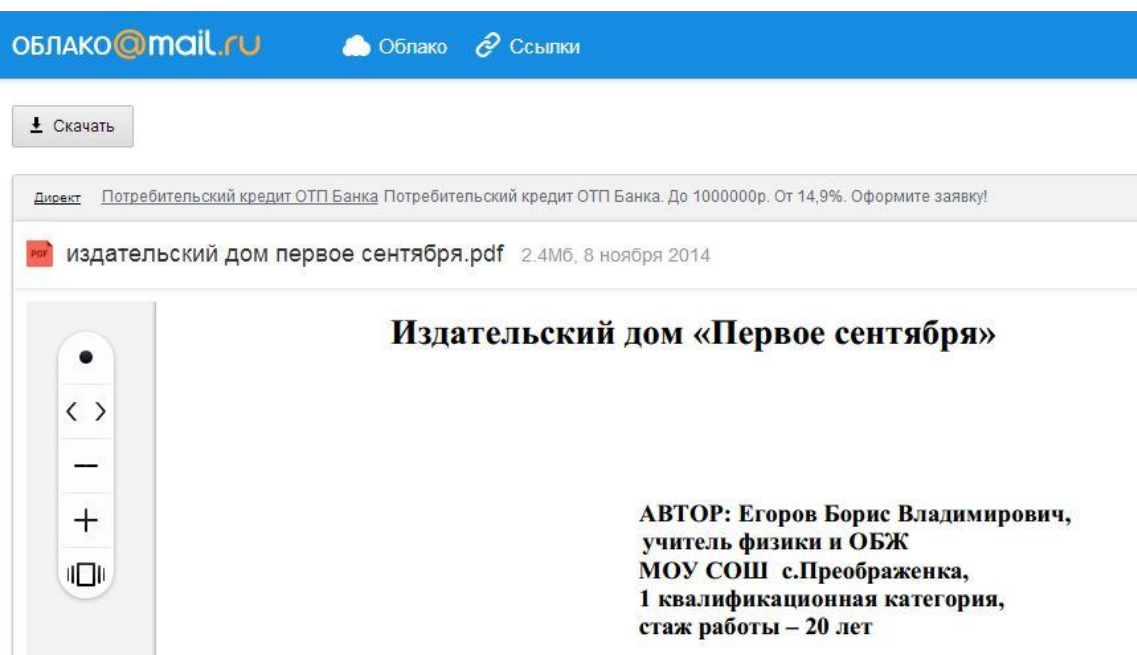 ОБЛАКО@mail.ru Облако Ссылки
Скачать
Директ Потребительский кредит ОТП Банка Потребительский кредит ОТП Банка. До 1000000р. От 14,9%. Оформите заявку!
PDF издательский дом первое сентября.pdf 2.4Мб, 8 ноября 2014
Издательский дом «Первое сентября»
АВТОР: Егоров Борис Владимирович,
учитель физики и ОБЖ
МОУ СОШ с.Преображенка,
1 квалификационная категория,
стаж работы – 20 лет